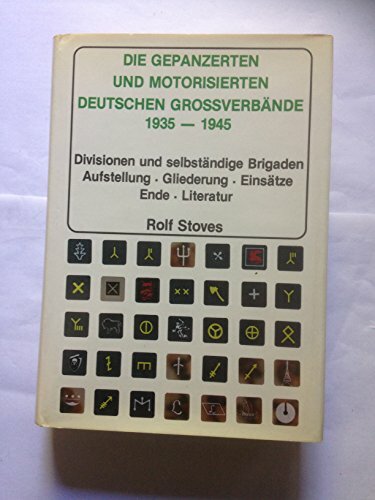 DIE GEPANZERTEN
UND MOTORISIERTEN
DEUTSCHEN GROSSVERBÄNDE
1935 — 1945
Divisionen und selbständige Brigaden
Aufstellung · Gliederung · Einsätze
Ende · Literatur
Rolf Stoves